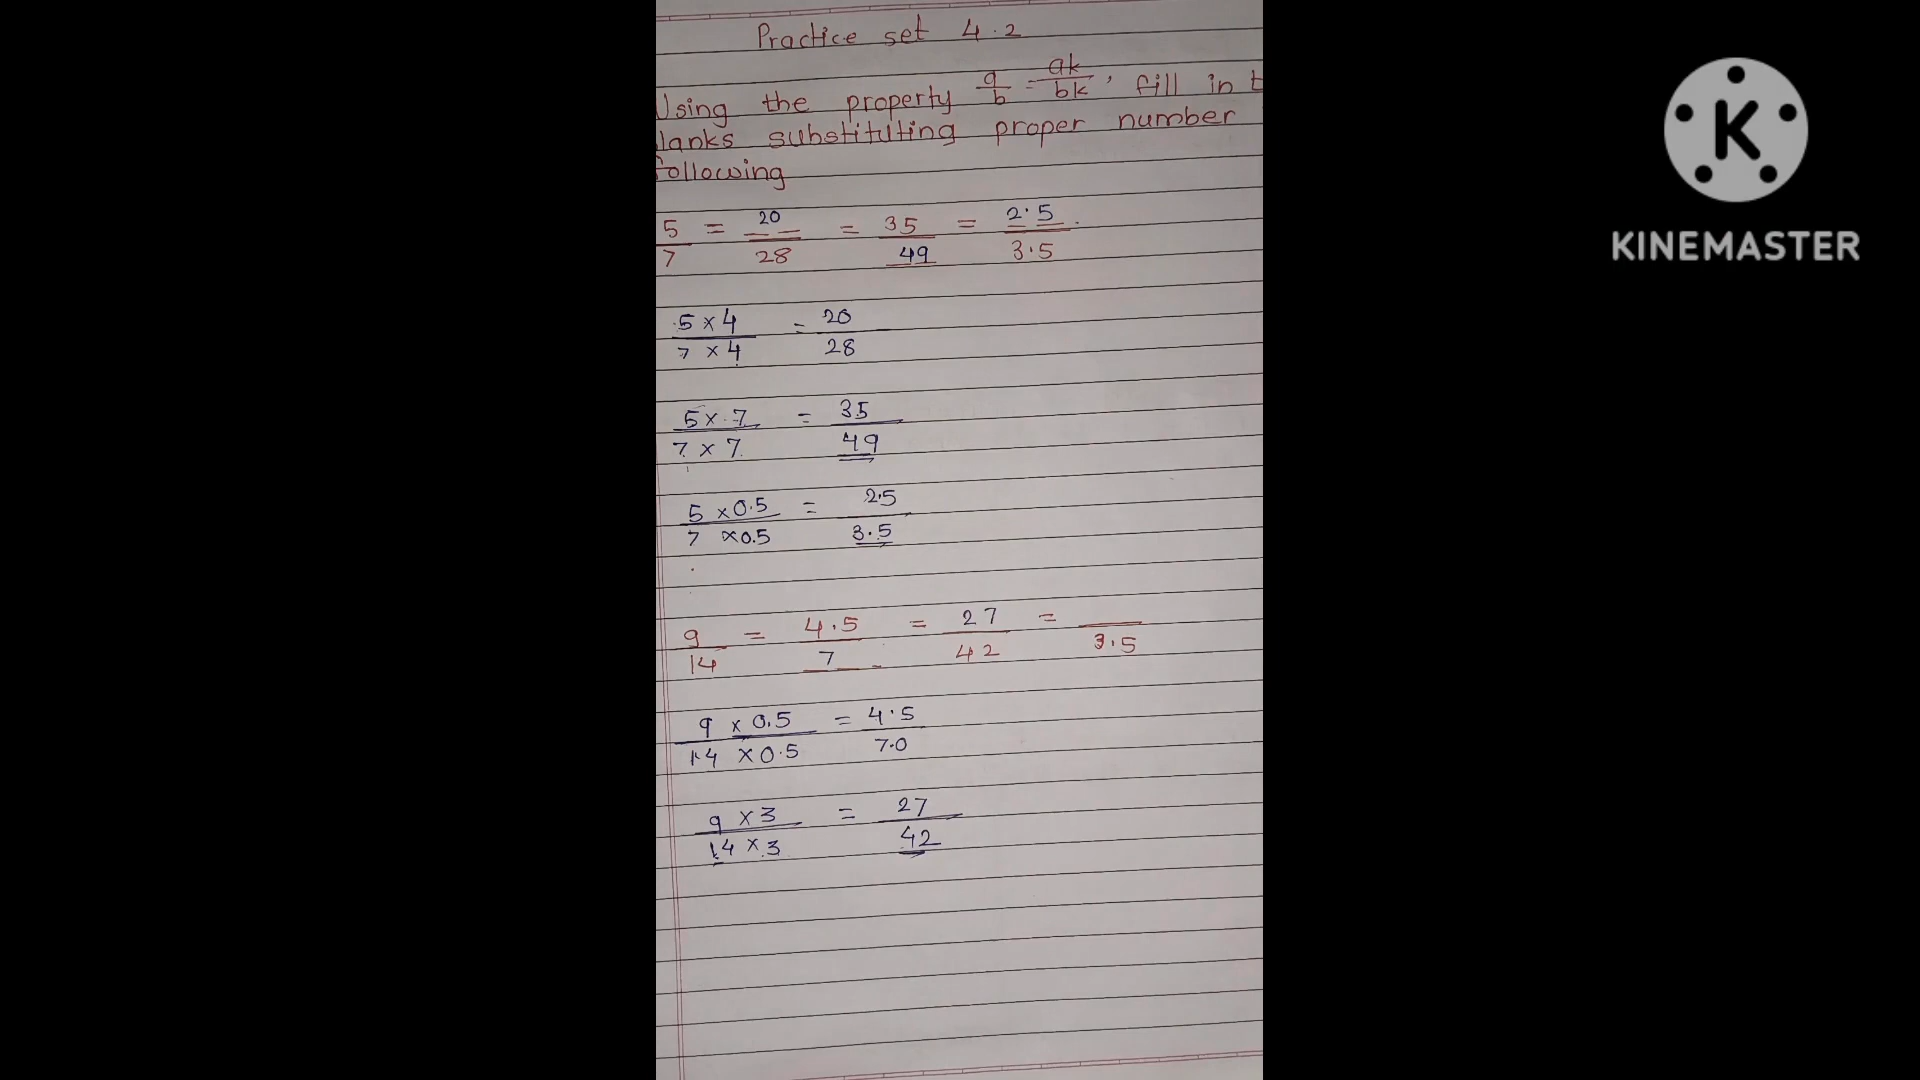 Practice set 4.2
Using the property a/b = ak/bk, fill in t
lanks substitulting proper number
following
5/7 = 20/28 = 35/49 = 2.5/3.5
5 × 4 / 7 × 4 = 20/28
5 × 7 / 7 × 7 = 35/49
5 × 0.5 / 7 × 0.5 = 2.5/3.5
9/14 = 4.5/7 = 27/42 = __/3.5
9 × 0.5 / 14 × 0.5 = 4.5/7.0
9 × 3 / 14 × 3 = 27/42
K
KINEMASTER